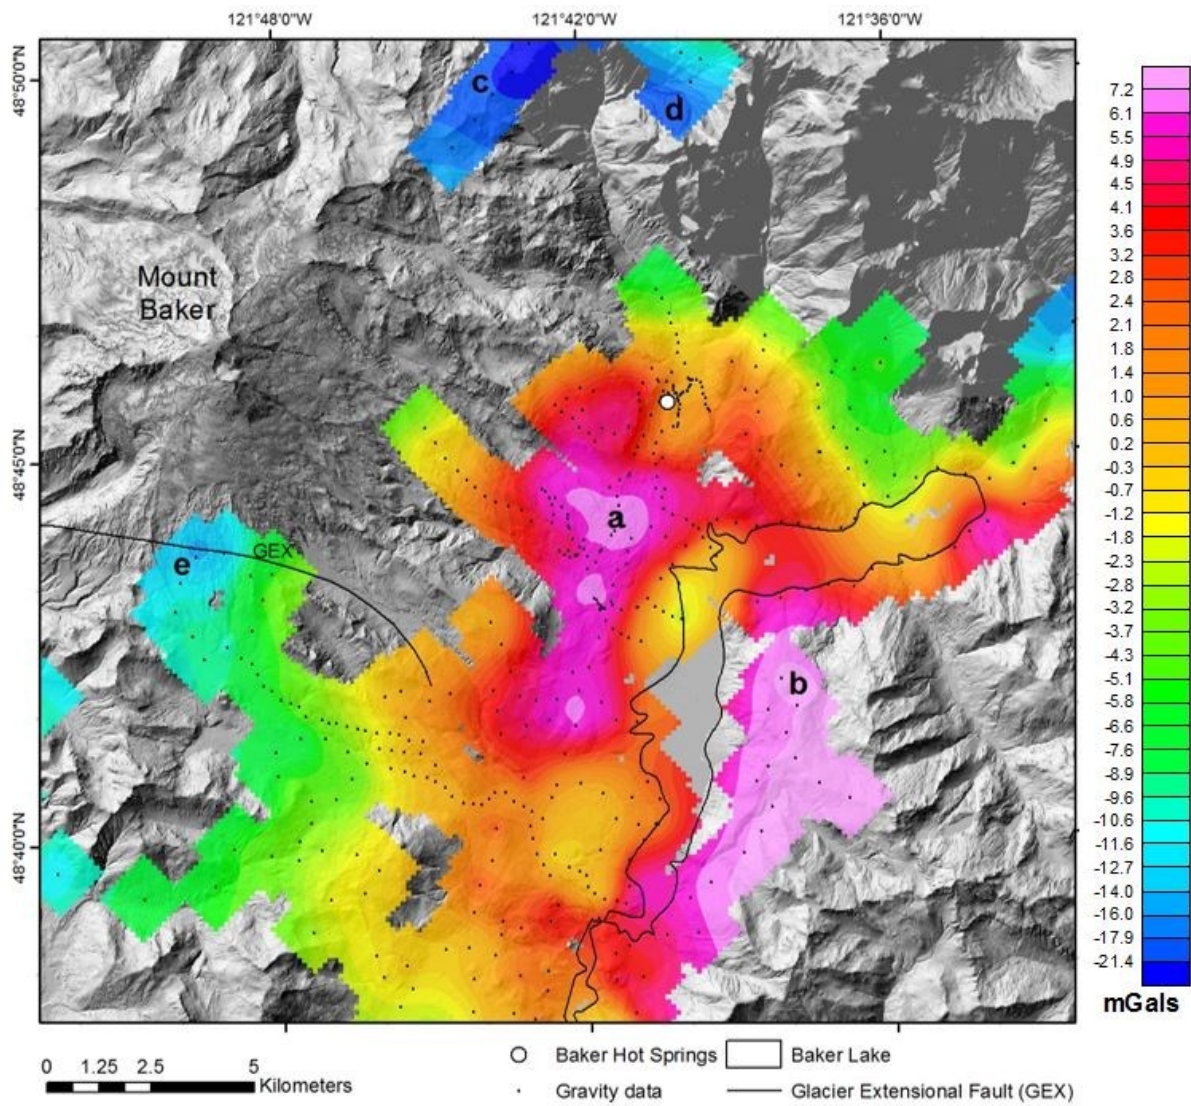 121°48'0"W 121°42'0"W 121°36'0"W
48°50'0"N
c
d
Mount
Baker
48°45'0"N
a
GEX
e
b
48°40'0"N
7.2
6.1
5.5
4.9
4.5
4.1
3.6
3.2
2.8
2.4
2.1
1.8
1.4
1.0
0.6
0.2
-0.3
-0.7
-1.2
-1.8
-2.3
-2.8
-3.2
-3.7
-4.3
-5.1
-5.8
-6.6
-7.6
-8.9
-9.6
-10.6
-11.6
-12.7
-14.0
-16.0
-17.9
-21.4
mGals
0 1.25 2.5 5
Kilometers
Baker Hot Springs
Baker Lake
Gravity data
Glacier Extensional Fault (GEX)